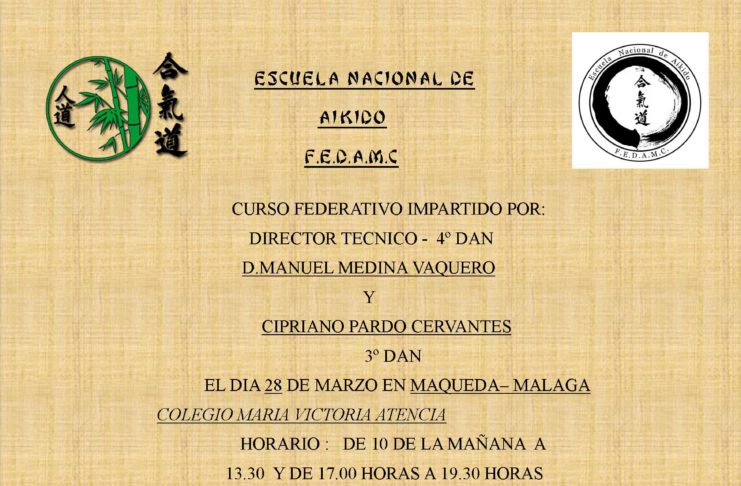 合氣道
人道
ESCUELA NACIONAL DE
AIKIDO
F.E.D.A.M.C
Escuela Nacional de Aikido
合氣道
F.E.D.A.M.C.
CURSO FEDERATIVO IMPARTIDO POR:
DIRECTOR TECNICO - 4º DAN
D.MANUEL MEDINA VAQUERO
Y
CIPRIANO PARDO CERVANTES
3º DAN
EL DIA 28 DE MARZO EN MAQUEDA– MALAGA
COLEGIO MARIA VICTORIA ATENCIA
HORARIO : DE 10 DE LA MAÑANA A
13.30 Y DE 17.00 HORAS A 19.30 HORAS